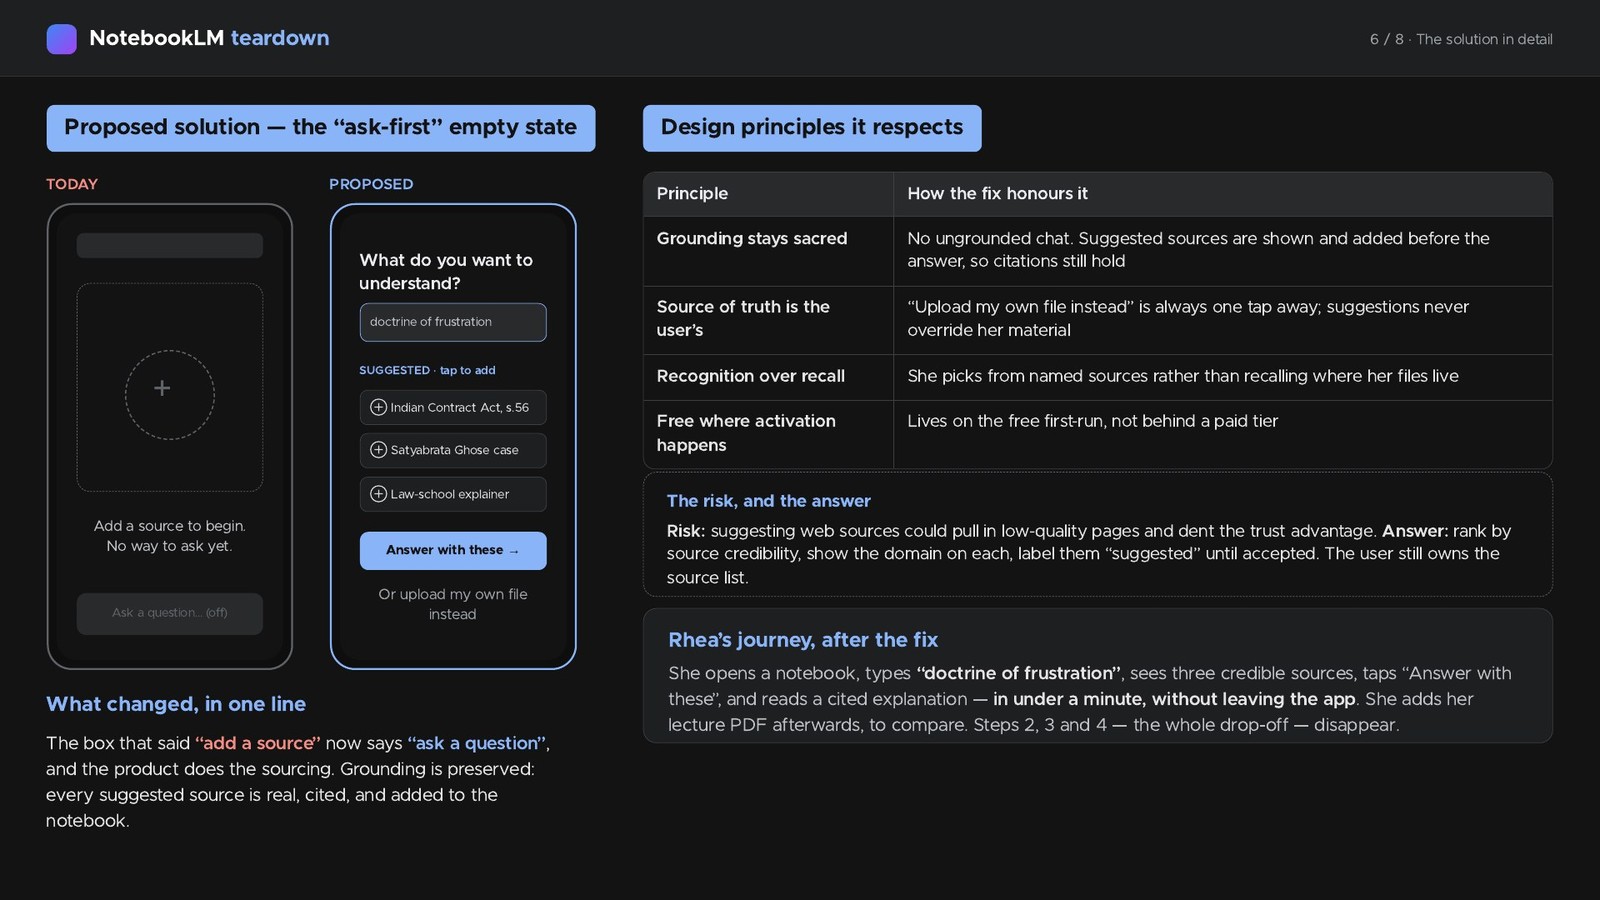 NotebookLM teardown
6 / 8 · The solution in detail
Proposed solution — the “ask-first” empty state
TODAY
PROPOSED
+
Add a source to begin.
No way to ask yet.
Ask a question... (off)
What do you want to
understand?
doctrine of frustration
SUGGESTED · tap to add
Indian Contract Act, s.56
Satyabrata Ghose case
Law-school explainer
Answer with these →
Or upload my own file
instead
What changed, in one line
The box that said “add a source” now says “ask a question”,
and the product does the sourcing. Grounding is preserved:
every suggested source is real, cited, and added to the
notebook.
Design principles it respects
Principle
How the fix honours it
Grounding stays sacred
No ungrounded chat. Suggested sources are shown and added before the
answer, so citations still hold
Source of truth is the
user’s
“Upload my own file instead” is always one tap away; suggestions never
override her material
Recognition over recall
She picks from named sources rather than recalling where her files live
Free where activation
happens
Lives on the free first-run, not behind a paid tier
The risk, and the answer
Risk: suggesting web sources could pull in low-quality pages and dent the trust advantage. Answer: rank by
source credibility, show the domain on each, label them “suggested” until accepted. The user still owns the
source list.
Rhea’s journey, after the fix
She opens a notebook, types “doctrine of frustration”, sees three credible sources, taps “Answer with
these”, and reads a cited explanation — in under a minute, without leaving the app. She adds her
lecture PDF afterwards, to compare. Steps 2, 3 and 4 — the whole drop-off — disappear.